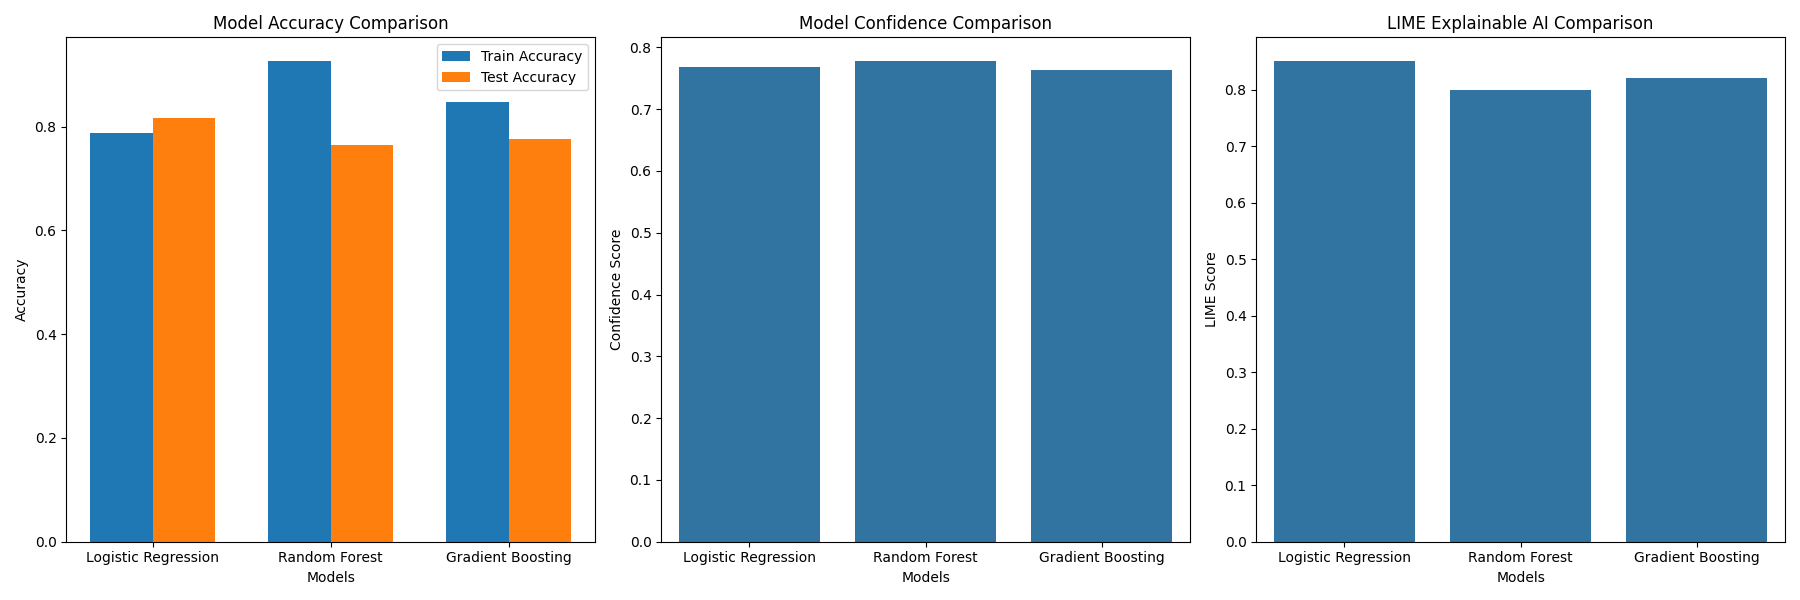 Model Accuracy Comparison
Train Accuracy
Test Accuracy
Accuracy
0.8
0.6
0.4
0.2
0.0
Logistic Regression Random Forest Gradient Boosting
Models
Model Confidence Comparison
Confidence Score
0.8
0.7
0.6
0.5
0.4
0.3
0.2
0.1
0.0
Logistic Regression Random Forest Gradient Boosting
Models
LIME Explainable AI Comparison
LIME Score
0.8
0.7
0.6
0.5
0.4
0.3
0.2
0.1
0.0
Logistic Regression Random Forest Gradient Boosting
Models